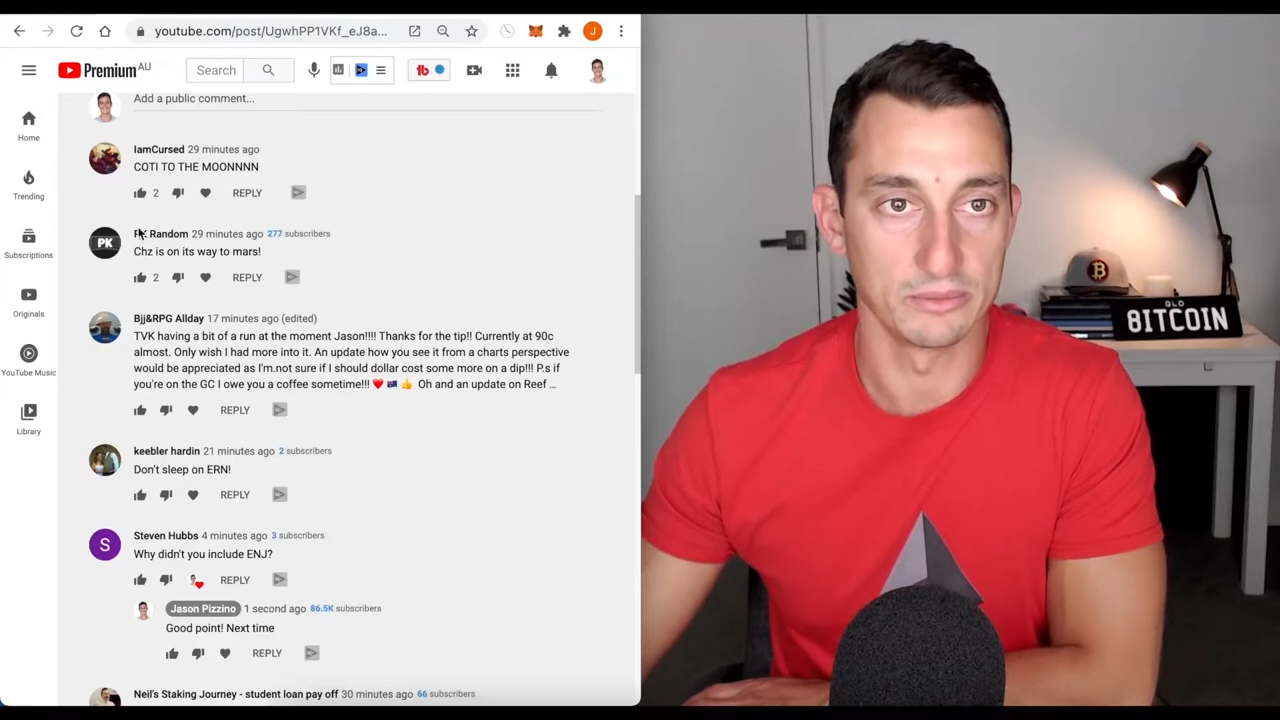 youtube.com/post/UgwhPP1VKf_eJ8a...
J
Premium AU
Search
tb
Add a public comment...
Home
Trending
Subscriptions
Originals
YouTube Music
Library
IamCursed 29 minutes ago
COTI TO THE MOONNNN
2 REPLY
PK
Random 29 minutes ago 277 subscribers
Chz is on its way to mars!
2 REPLY
Bjj&RPG Allday 17 minutes ago (edited)
TVK having a bit of a run at the moment Jason!!!! Thanks for the tip!! Currently at 90c
almost. Only wish I had more into it. An update how you see it from a charts perspective
would be appreciated as I'm.not sure if I should dollar cost some more on a dip!!! P.s if
you're on the GC I owe you a coffee sometime!!! ❤️ 🇦🇺 👍 Oh and an update on Reef ...
REPLY
keebler hardin 21 minutes ago 2 subscribers
Don't sleep on ERN!
REPLY
S
Steven Hubbs 4 minutes ago 3 subscribers
Why didn't you include ENJ?
REPLY
Jason Pizzino 1 second ago 86.5K subscribers
Good point! Next time
REPLY
Neil's Staking Journey - student loan pay off 30 minutes ago 66 subscribers
QLD
8ITCOIN